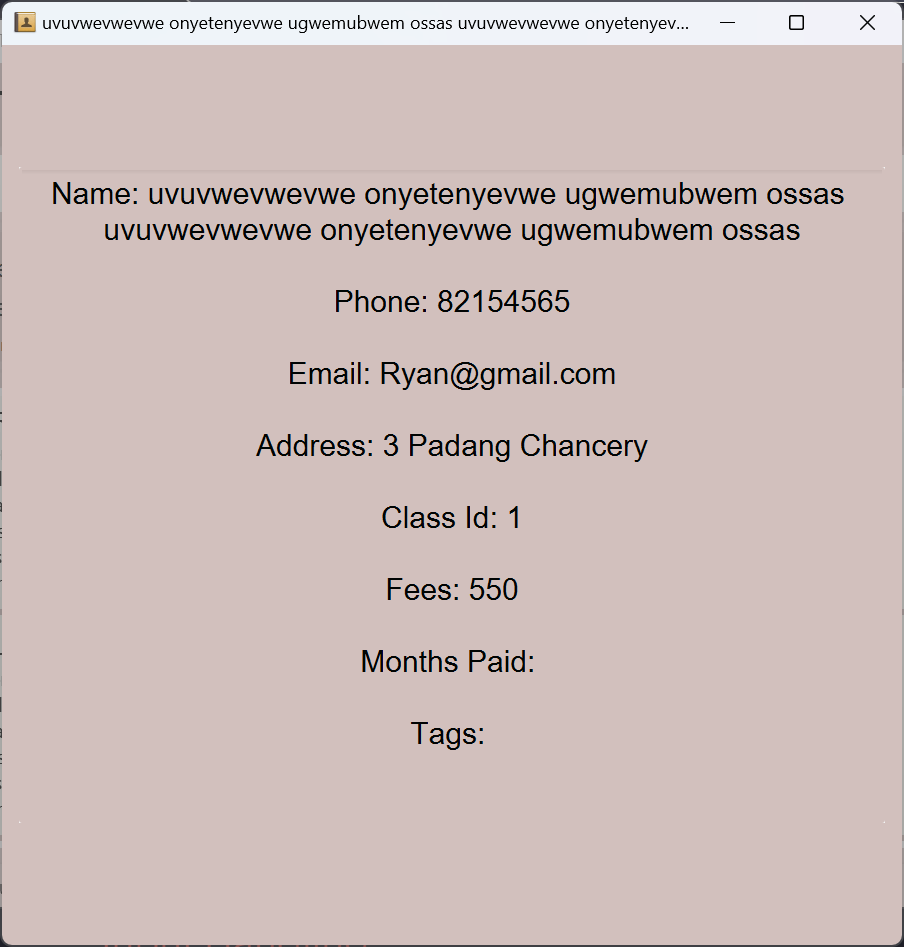 uvuvwevwevwe onyetenyevwe ugwemubwem ossas uvuvwevwevwe onyetenyev...
Name: uvuvwevwevwe onyetenyevwe ugwemubwem ossas
uvuvwevwevwe onyetenyevwe ugwemubwem ossas
Phone: 82154565
Email: Ryan@gmail.com
Address: 3 Padang Chancery
Class Id: 1
Fees: 550
Months Paid:
Tags: